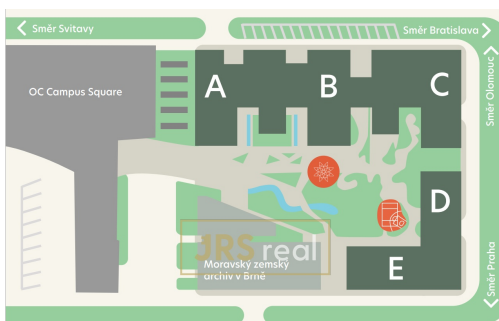 Směr Svitavy
Směr Bratislava
Směr Olomouc
OC Campus Square
A
B
C
D
JRS real
Moravský zemský
archiv v Brně
E
Směr Praha